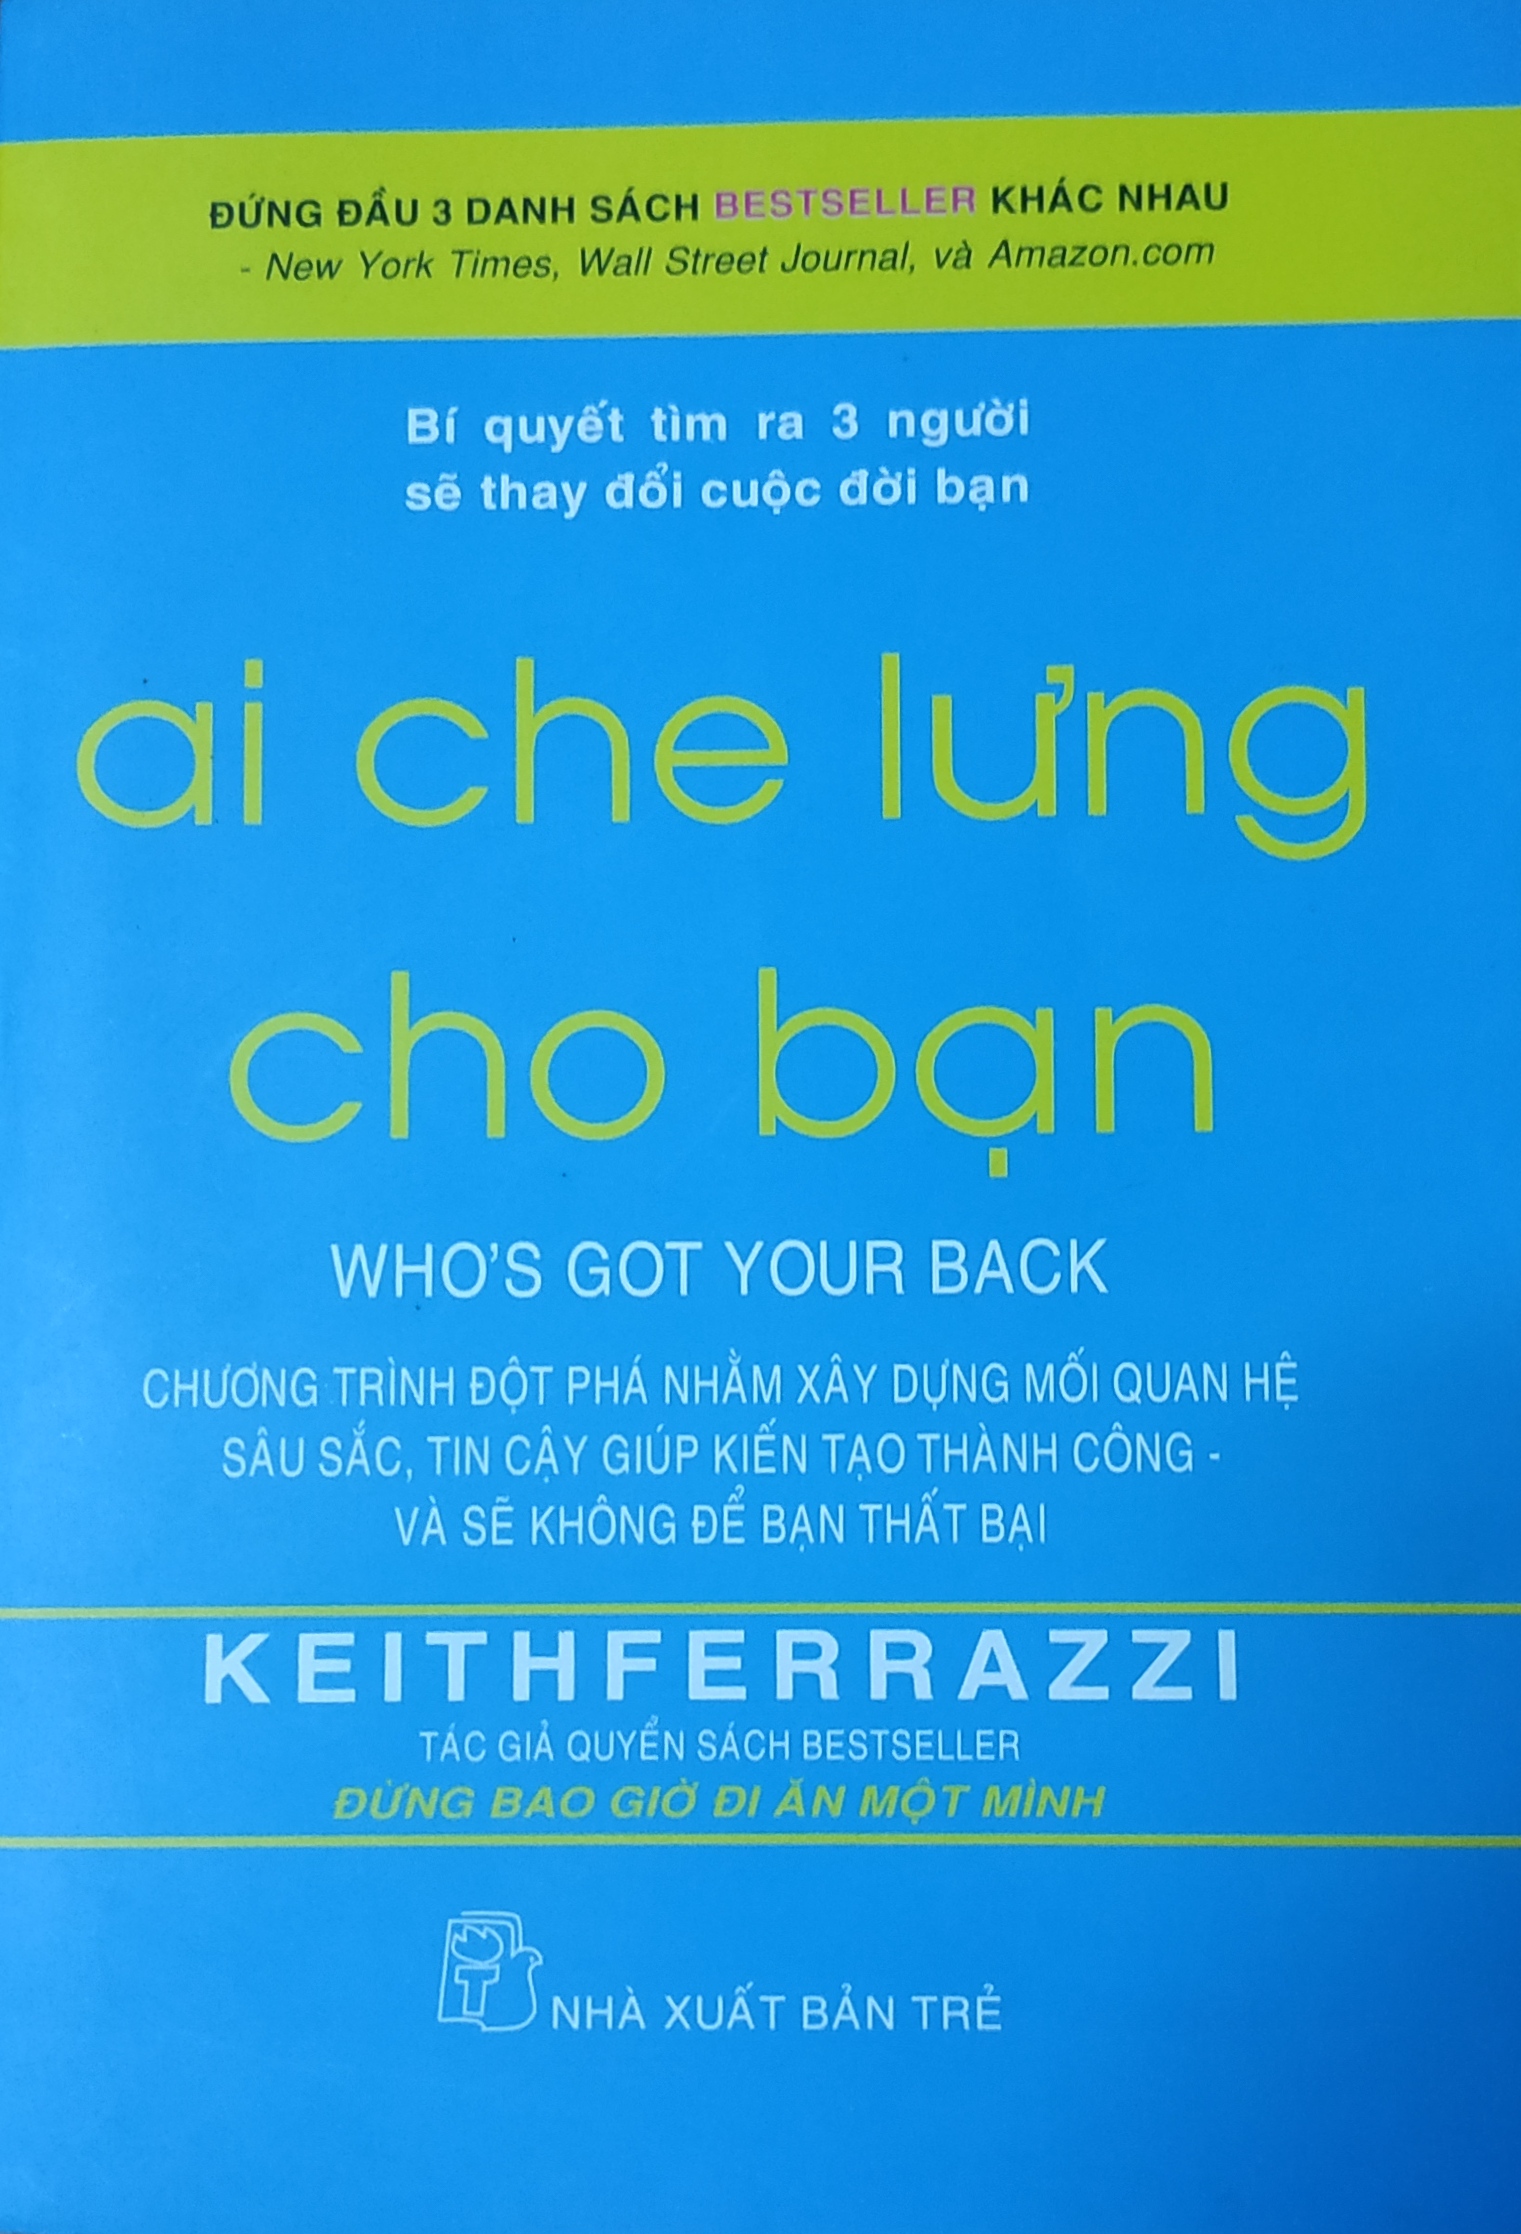 ĐỨNG ĐẦU 3 DANH SÁCH BESTSELLER KHÁC NHAU
- New York Times, Wall Street Journal, và Amazon.com
Bí quyết tìm ra 3 người
sẽ thay đổi cuộc đời bạn
ai che lưng
cho bạn
WHO'S GOT YOUR BACK
CHƯƠNG TRÌNH ĐỘT PHÁ NHẰM XÂY DỰNG MỐI QUAN HỆ
SÂU SẮC, TIN CẬY GIÚP KIẾN TẠO THÀNH CÔNG -
VÀ SẼ KHÔNG ĐỂ BẠN THẤT BẠI
KEITHFERRAZZI
TÁC GIẢ QUYỂN SÁCH BESTSELLER
ĐỪNG BAO GIỜ ĐI ĂN MỘT MÌNH
T
NHÀ XUẤT BẢN TRẺ